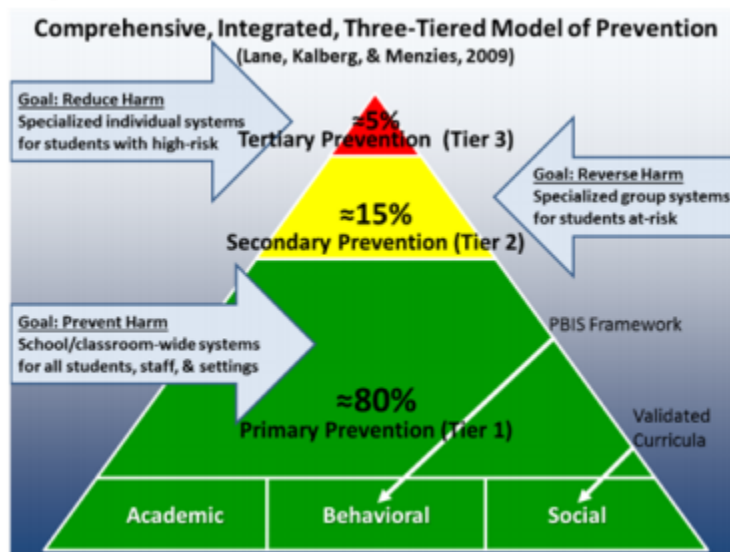 Comprehensive, Integrated, Three-Tiered Model of Prevention
(Lane, Kalberg, & Menzies, 2009)
Goal: Reduce Harm
Specialized individual systems
for students with high-risk
≈5%
Tertiary Prevention (Tier 3)
Goal: Reverse Harm
Specialized group systems
for students at-risk
≈15%
Secondary Prevention (Tier 2)
Goal: Prevent Harm
School/classroom-wide systems
for all students, staff, & settings
PBIS Framework
≈80%
Primary Prevention (Tier 1)
Validated
Curricula
Academic
Behavioral
Social